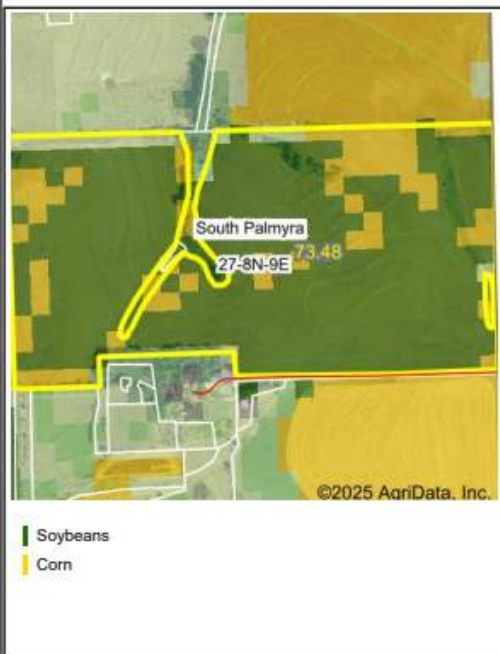 South Palmyra
73.48
27-8N-9E
©2025 AgriData, Inc.
Soybeans
Corn